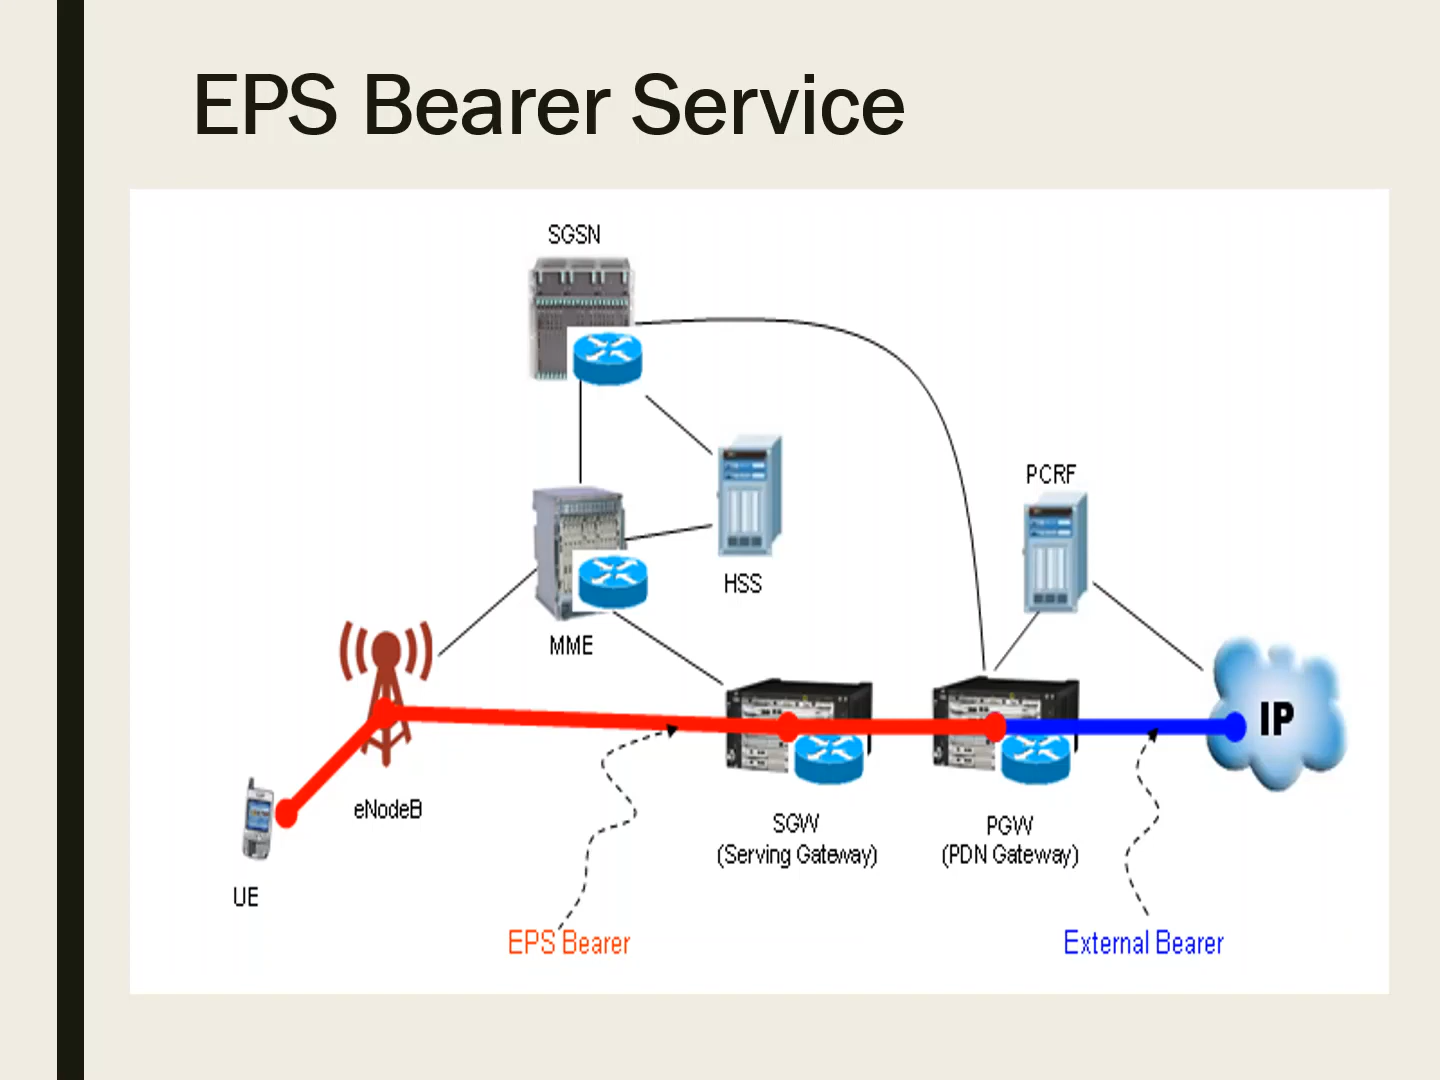 EPS Bearer Service
SGSN
PCRF
HSS
MME
IP
eNodeB
SGW
(Serving Gateway)
PGW
(PDN Gateway)
UE
EPS Bearer
External Bearer